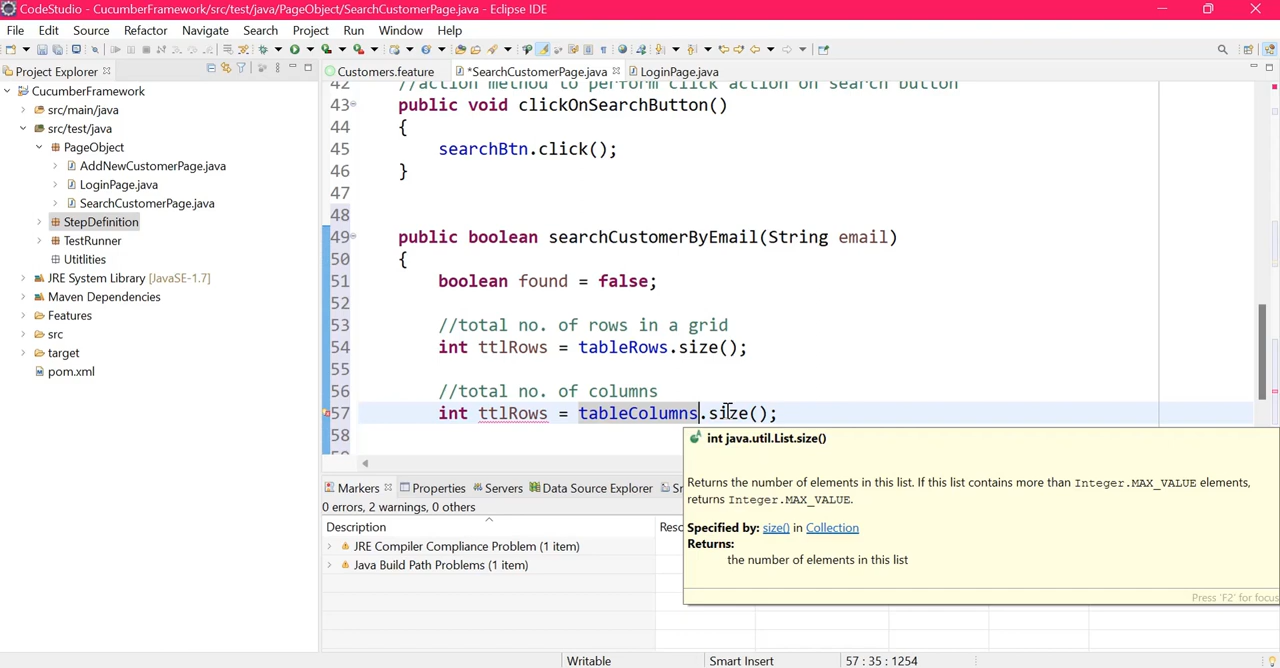 CodeStudio - CucumberFramework/src/test/java/PageObject/SearchCustomerPage.java - Eclipse IDE
File Edit Source Refactor Navigate Search Project Run Window Help
Project Explorer
CucumberFramework
src/main/java
src/test/java
PageObject
AddNewCustomerPage.java
LoginPage.java
SearchCustomerPage.java
StepDefinition
TestRunner
Utitlities
JRE System Library [JavaSE-1.7]
Maven Dependencies
Features
src
target
pom.xml
Customers.feature *SearchCustomerPage.java LoginPage.java
42 //action method to perform click action on search button
43 public void clickOnSearchButton()
44 {
45 searchBtn.click();
46 }
47
48
49 public boolean searchCustomerByEmail(String email)
50 {
51 boolean found = false;
52
53 //total no. of rows in a grid
54 int ttlRows = tableRows.size();
55
56 //total no. of columns
57 int ttlRows = tableColumns.size();
58
int java.util.List.size()
Returns the number of elements in this list. If this list contains more than Integer.MAX_VALUE elements,
returns Integer.MAX_VALUE.
Specified by: size() in Collection
Returns:
the number of elements in this list
Press 'F2' for focus
Markers Properties Servers Data Source Explorer Sn
0 errors, 2 warnings, 0 others
Description Resc
JRE Compiler Compliance Problem (1 item)
Java Build Path Problems (1 item)
Writable Smart Insert 57 : 35 : 1254